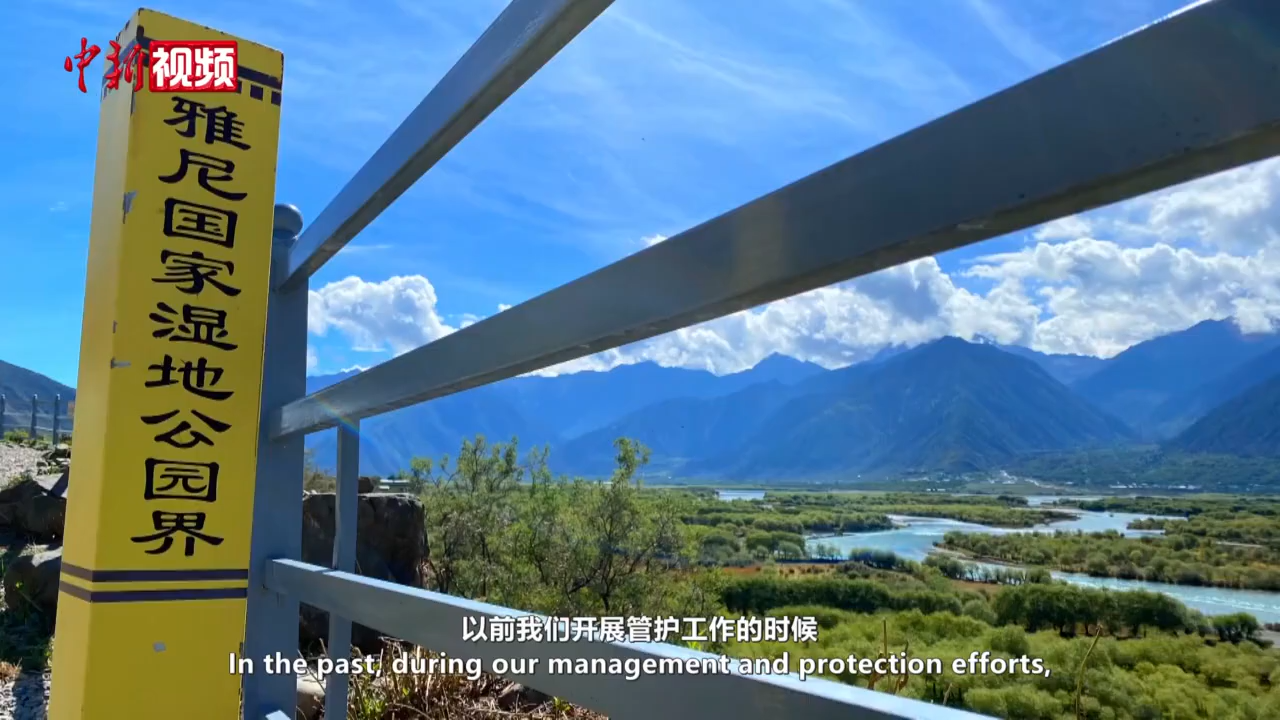 中新视频
雅尼国家湿地公园界
以前我们开展管护工作的时候
In the past, during our management and protection efforts,